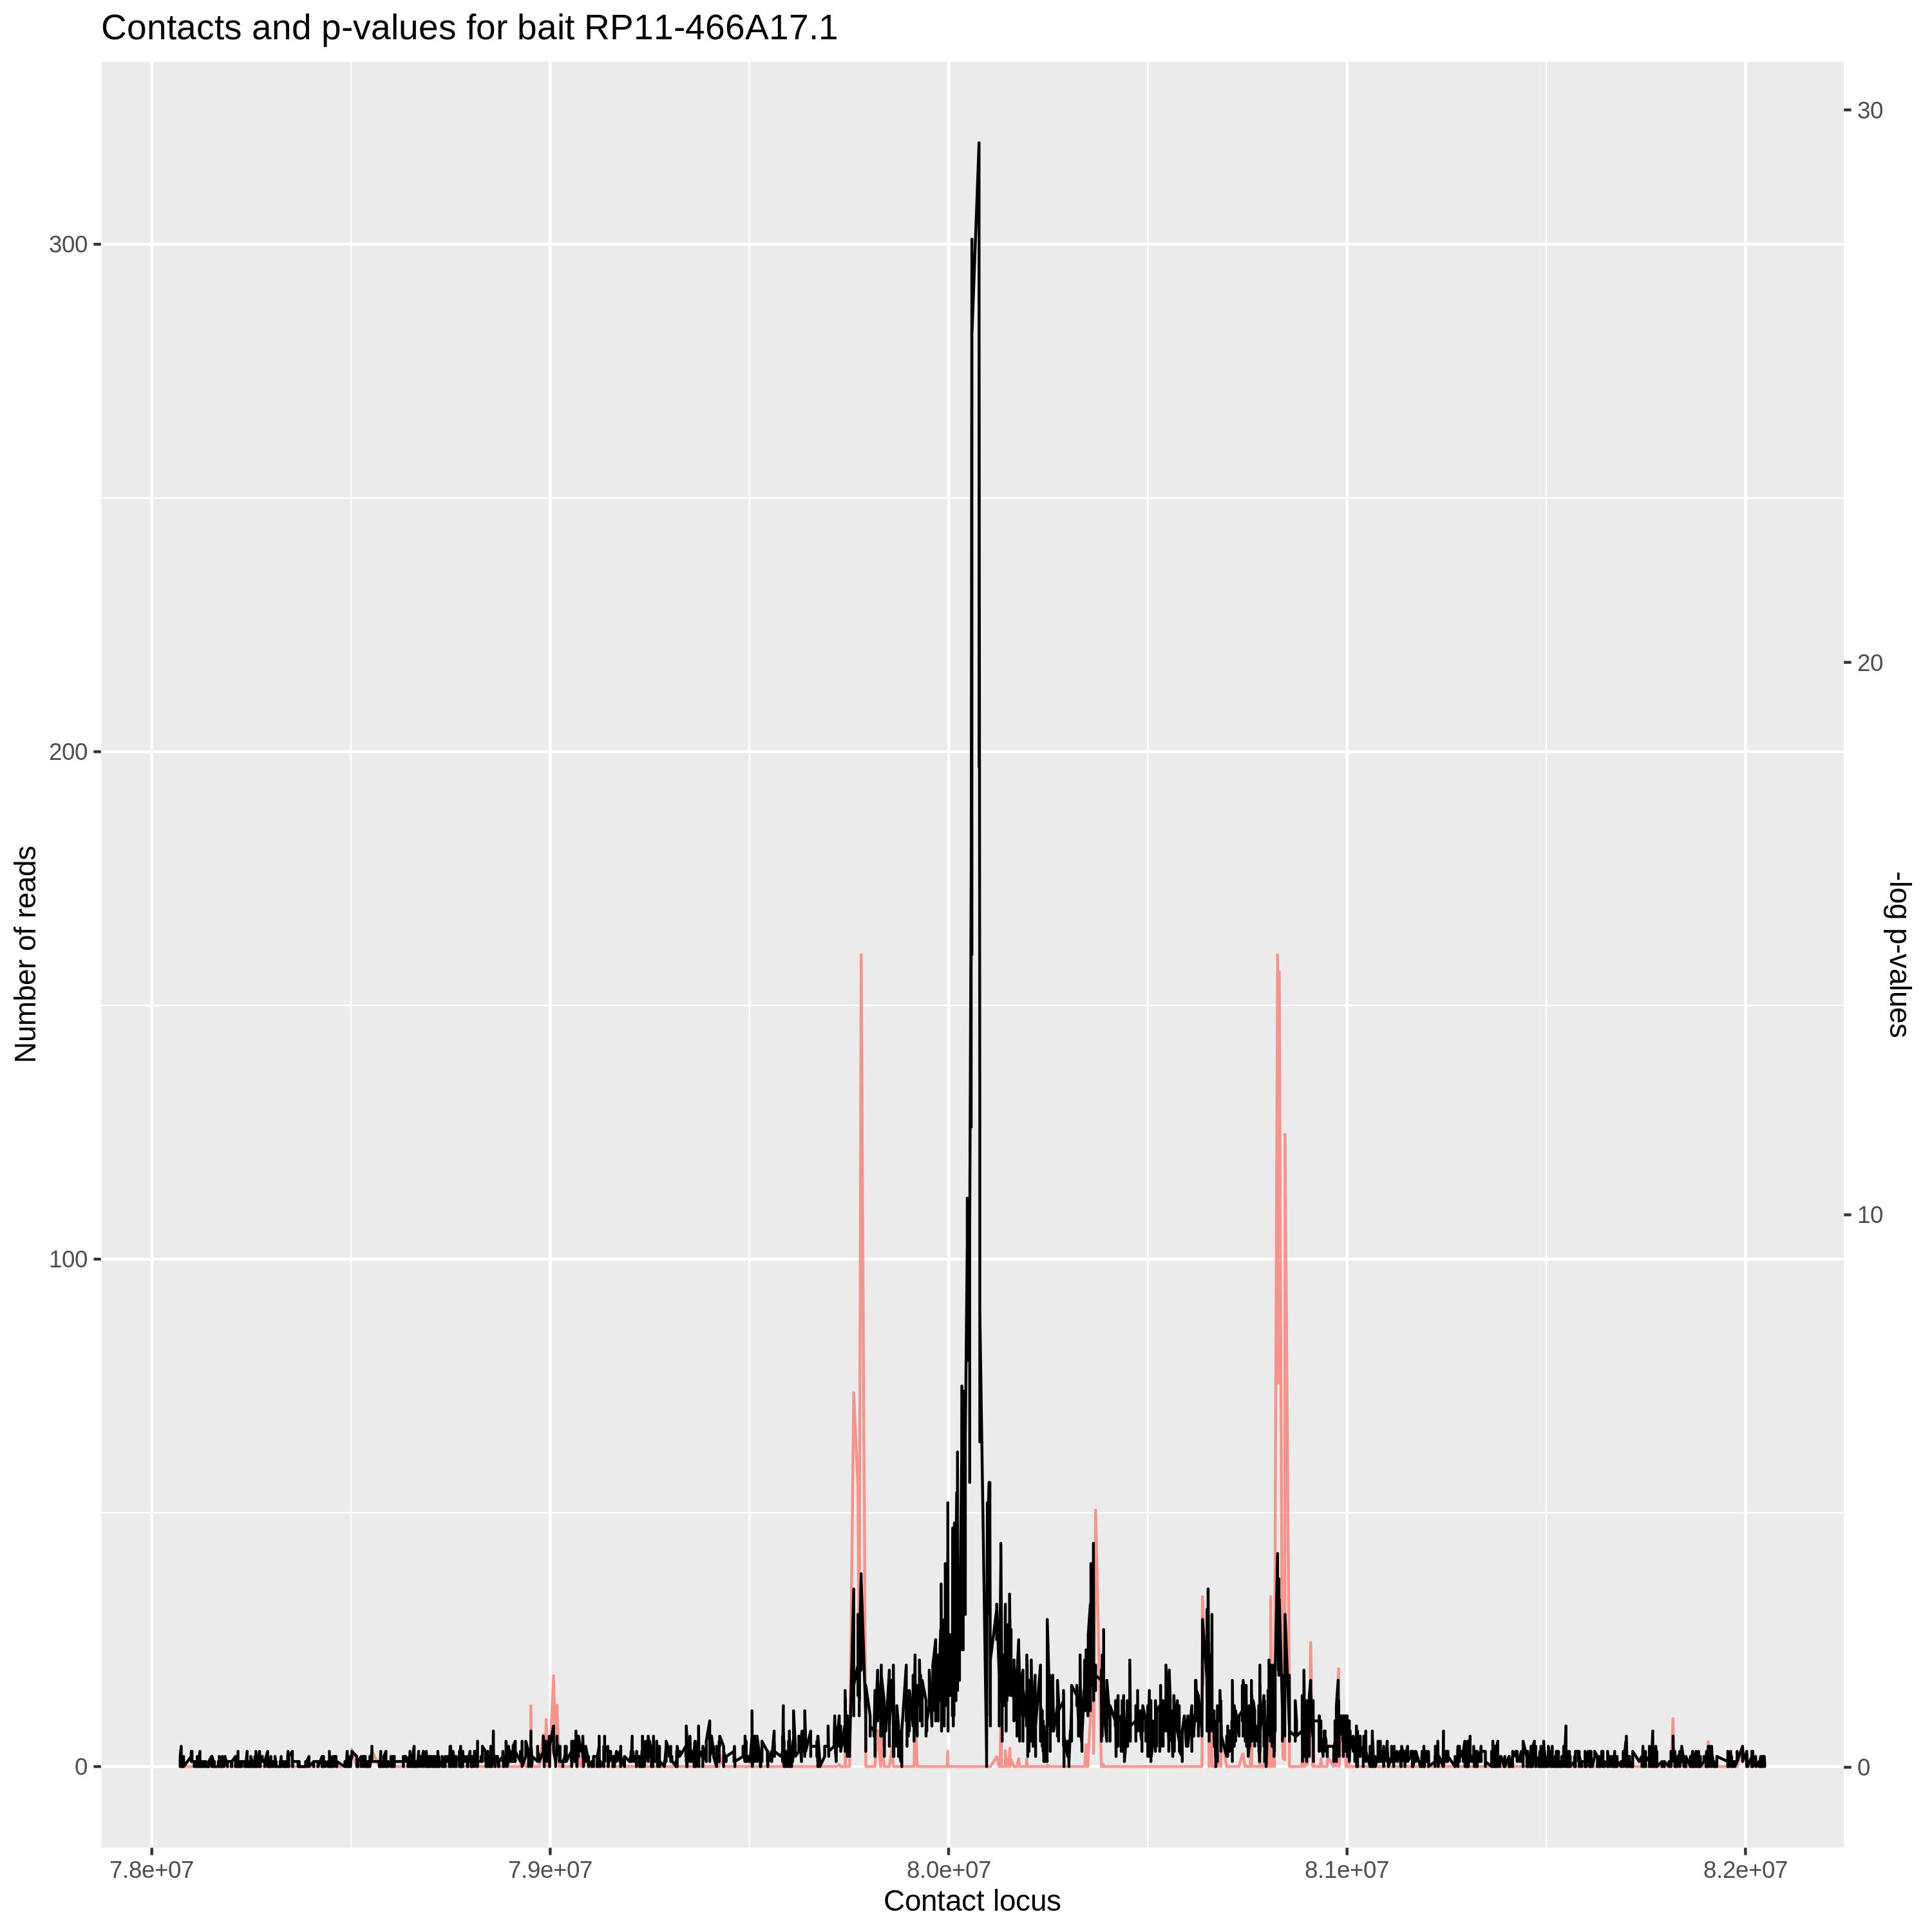 Contacts and p-values for bait RP11-466A17.1
300
200
100
0
Number of reads
30
20
10
0
-log p-values
7.8e+07
7.9e+07
8.0e+07
8.1e+07
8.2e+07
Contact locus